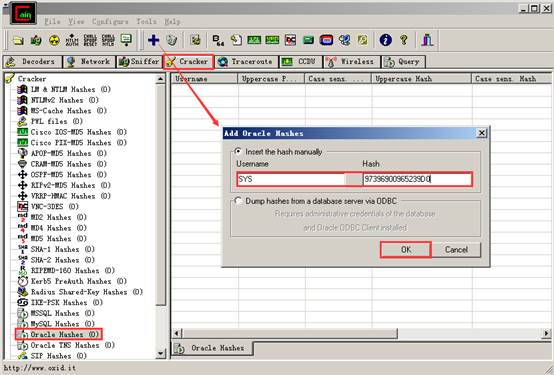 Cain
File View Configure Tools Help
NTLM AUTH CHALL SPOOF RESET CHALL SPOOF NTLM B 64
Decoders Network Sniffer Cracker Traceroute CCDU Wireless Query
Cracker
Username Uppercase P... Case sens. ... Uppercase Hash Case sens. Hash
LM & NTLM Hashes (0)
NTLMv2 Hashes (0)
MS-Cache Hashes (0)
PWL files (0)
Cisco IOS-MD5 Hashes (0)
Cisco PIX-MD5 Hashes (0)
APOP-MD5 Hashes (0)
CRAM-MD5 Hashes (0)
OSPF-MD5 Hashes (0)
RIPv2-MD5 Hashes (0)
VRRP-HMAC Hashes (0)
VNC-3DES (0)
MD2 Hashes (0)
MD4 Hashes (0)
MD5 Hashes (0)
SHA-1 Hashes (0)
SHA-2 Hashes (0)
RIPEMD-160 Hashes (0)
Kerb5 PreAuth Hashes (0)
Radius Shared-Key Hashes (0)
IKE-PSK Hashes (0)
MSSQL Hashes (0)
MySQL Hashes (0)
Oracle Hashes (0)
Oracle TNS Hashes (0)
SIP Hashes (0)
Add Oracle Hashes
Insert the hash manually
Username Hash
SYS 97396900965239D0
Dump hashes from a database server via ODBC
Requires administrative credentials of the database
and Oracle ODBC Client installed
OK Cancel
Oracle Hashes
http://www.oxid.it